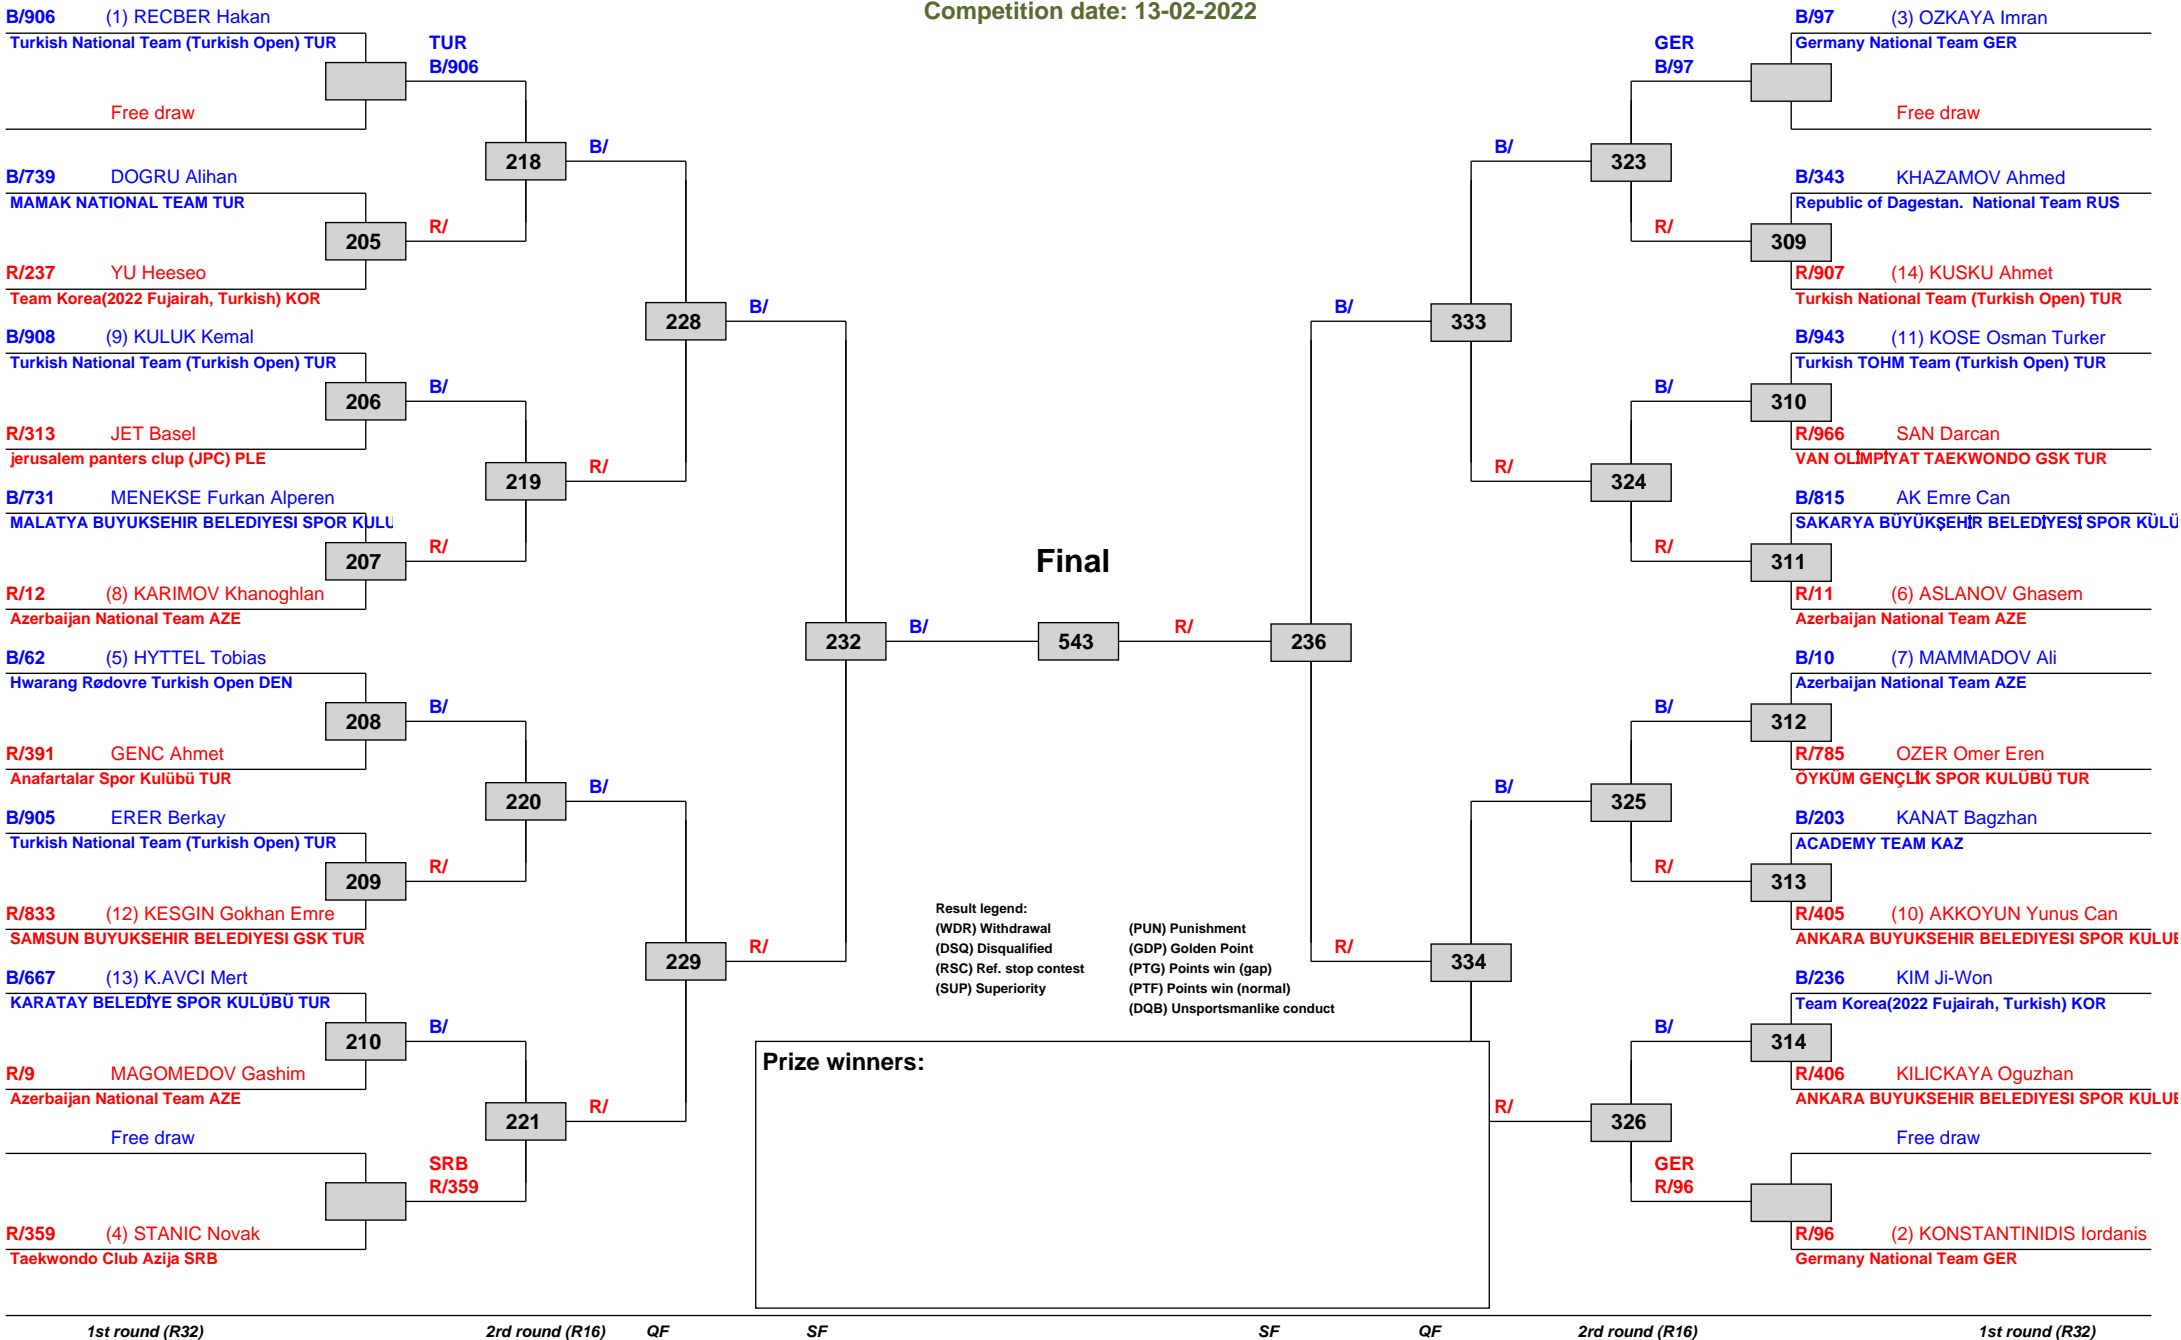 Competition date: 13-02-2022
B/906 (1) RECBER Hakan
Turkish National Team (Turkish Open) TUR
TUR
B/906
Free draw
218
B/
B/739 DOGRU Alihan
MAMAK NATIONAL TEAM TUR
205
R/
R/237 YU Heeseo
Team Korea(2022 Fujairah, Turkish) KOR
228
B/
B/908 (9) KULUK Kemal
Turkish National Team (Turkish Open) TUR
206
B/
R/313 JET Basel
jerusalem panters clup (JPC) PLE
219
R/
B/731 MENEKSE Furkan Alperen
MALATYA BUYUKSEHIR BELEDIYESI SPOR KULU
207
R/
R/12 (8) KARIMOV Khanoghlan
Azerbaijan National Team AZE
232
B/
B/62 (5) HYTTEL Tobias
Hwarang Rødovre Turkish Open DEN
208
B/
R/391 GENC Ahmet
Anafartalar Spor Kulübü TUR
220
B/
B/905 ERER Berkay
Turkish National Team (Turkish Open) TUR
209
R/
R/833 (12) KESGIN Gokhan Emre
SAMSUN BUYUKSEHIR BELEDIYESI GSK TUR
229
R/
B/667 (13) K.AVCI Mert
KARATAY BELEDİYE SPOR KULÜBÜ TUR
210
B/
R/9 MAGOMEDOV Gashim
Azerbaijan National Team AZE
221
R/
Free draw
SRB
R/359
R/359 (4) STANIC Novak
Taekwondo Club Azija SRB
Final
543
R/
236
Result legend:
(WDR) Withdrawal (PUN) Punishment
(DSQ) Disqualified (GDP) Golden Point
(RSC) Ref. stop contest (PTG) Points win (gap)
(SUP) Superiority (PTF) Points win (normal)
(DQB) Unsportsmanlike conduct
Prize winners:
B/97 (3) OZKAYA Imran
Germany National Team GER
GER
B/97
Free draw
B/
323
B/343 KHAZAMOV Ahmed
Republic of Dagestan. National Team RUS
R/
309
R/907 (14) KUSKU Ahmet
Turkish National Team (Turkish Open) TUR
B/
333
B/943 (11) KOSE Osman Turker
Turkish TOHM Team (Turkish Open) TUR
B/
310
R/966 SAN Darcan
VAN OLİMPİYAT TAEKWONDO GSK TUR
R/
324
B/815 AK Emre Can
SAKARYA BÜYÜKŞEHİR BELEDİYESİ SPOR KÜLÜ
R/
311
R/11 (6) ASLANOV Ghasem
Azerbaijan National Team AZE
B/10 (7) MAMMADOV Ali
Azerbaijan National Team AZE
B/
312
R/785 OZER Omer Eren
ÖYKÜM GENÇLİK SPOR KULÜBÜ TUR
B/
325
B/203 KANAT Bagzhan
ACADEMY TEAM KAZ
R/
313
R/405 (10) AKKOYUN Yunus Can
ANKARA BUYUKSEHIR BELEDIYESI SPOR KULUB
R/
334
B/236 KIM Ji-Won
Team Korea(2022 Fujairah, Turkish) KOR
B/
314
R/406 KILICKAYA Oguzhan
ANKARA BUYUKSEHIR BELEDIYESI SPOR KULUB
R/
326
Free draw
GER
R/96
R/96 (2) KONSTANTINIDIS Iordanis
Germany National Team GER
1st round (R32) 2rd round (R16) QF SF SF QF 2rd round (R16) 1st round (R32)